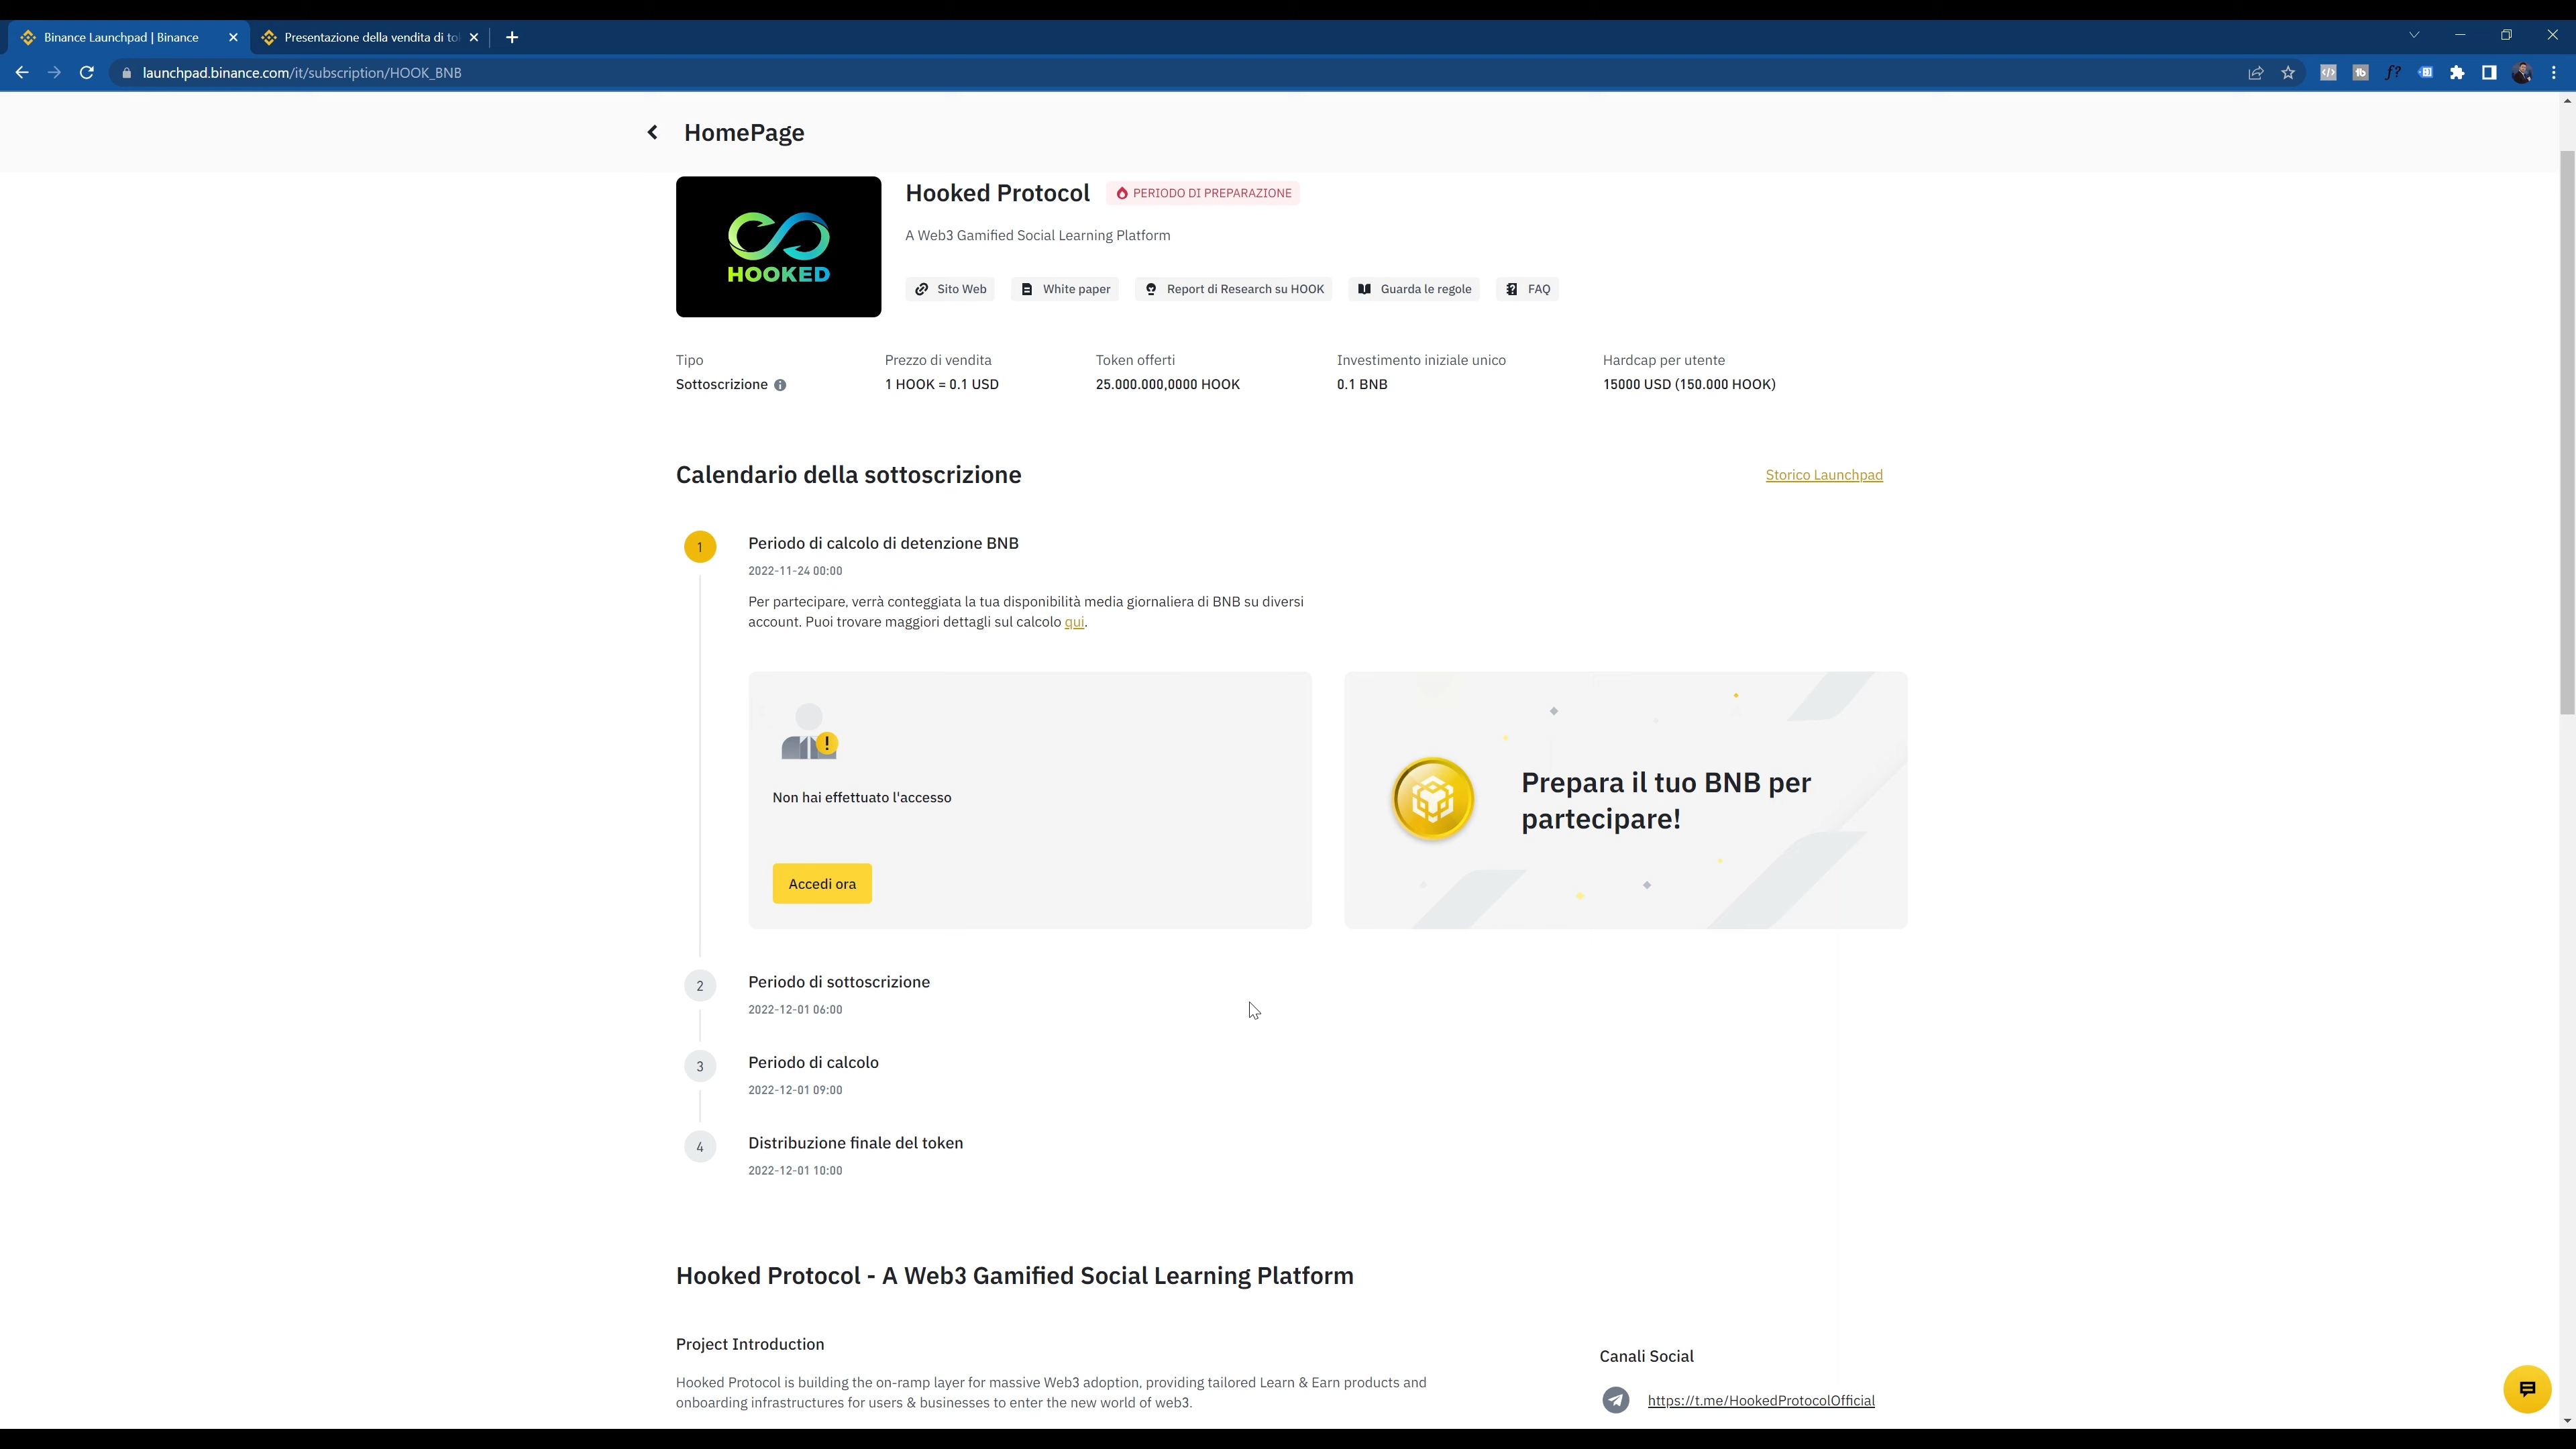 Binance Launchpad | Binance
Presentazione della vendita di to
launchpad.binance.com/it/subscription/HOOK_BNB
HomePage
HOOKED
Hooked Protocol
PERIODO DI PREPARAZIONE
A Web3 Gamified Social Learning Platform
Sito Web
White paper
Report di Research su HOOK
Guarda le regole
FAQ
Tipo
Sottoscrizione
Prezzo di vendita
1 HOOK = 0.1 USD
Token offerti
25.000.000,0000 HOOK
Investimento iniziale unico
0.1 BNB
Hardcap per utente
15000 USD (150.000 HOOK)
Calendario della sottoscrizione
Storico Launchpad
1
Periodo di calcolo di detenzione BNB
2022-11-24 00:00
Per partecipare, verrà conteggiata la tua disponibilità media giornaliera di BNB su diversi
account. Puoi trovare maggiori dettagli sul calcolo qui.
Non hai effettuato l'accesso
Accedi ora
Prepara il tuo BNB per
partecipare!
2
Periodo di sottoscrizione
2022-12-01 06:00
3
Periodo di calcolo
2022-12-01 09:00
4
Distribuzione finale del token
2022-12-01 10:00
Hooked Protocol - A Web3 Gamified Social Learning Platform
Project Introduction
Hooked Protocol is building the on-ramp layer for massive Web3 adoption, providing tailored Learn & Earn products and
onboarding infrastructures for users & businesses to enter the new world of web3.
Canali Social
https://t.me/HookedProtocolOfficial